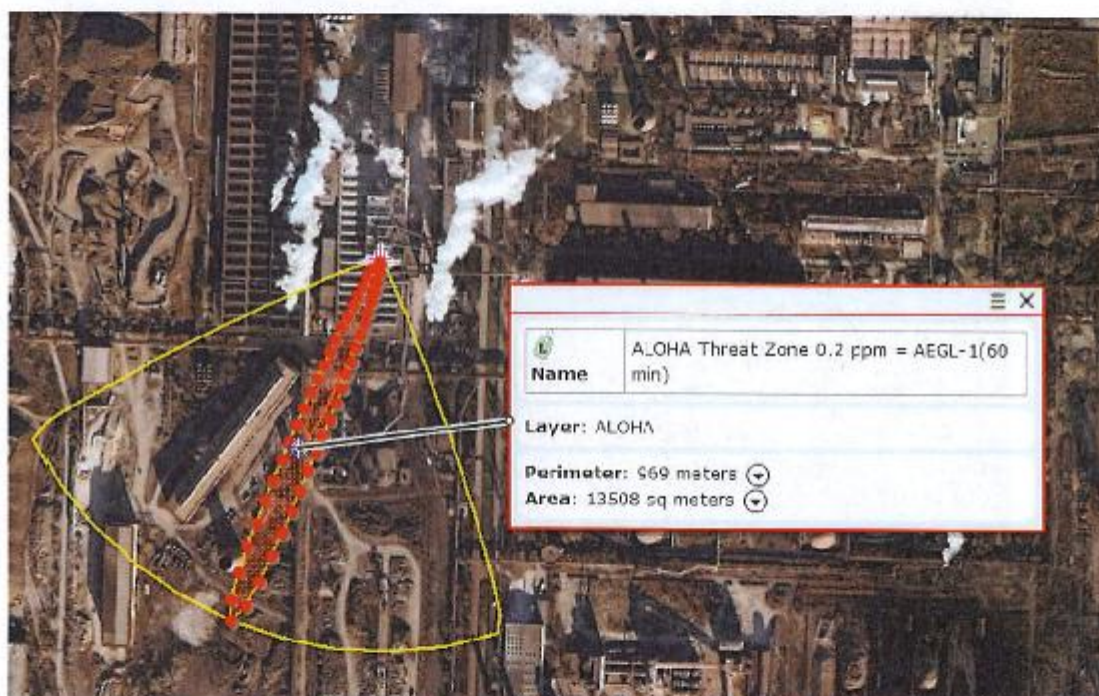 Name
ALOHA Threat Zone 0.2 ppm = AEGL-1(60
min)
Layer: ALOHA
Perimeter: 969 meters
Area: 13508 sq meters